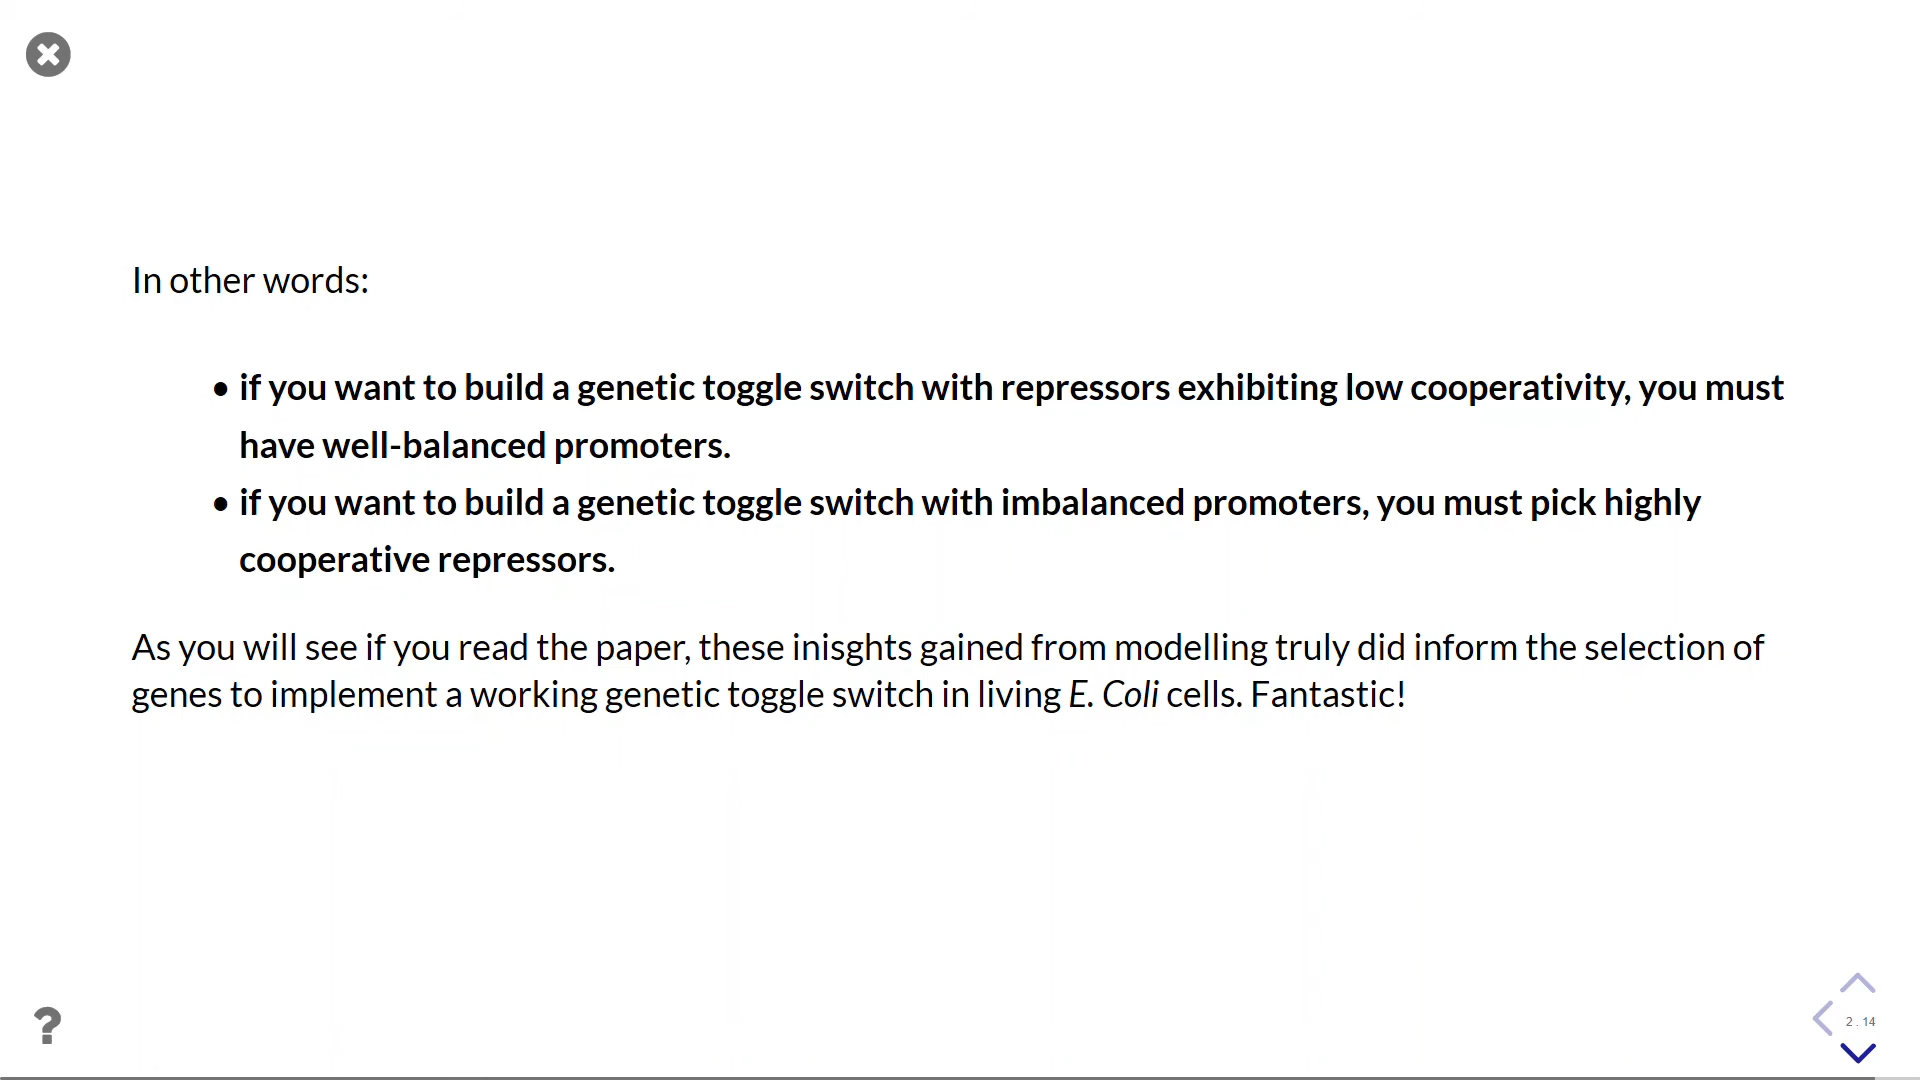 In other words:
• if you want to build a genetic toggle switch with repressors exhibiting low cooperativity, you must
have well-balanced promoters.
• if you want to build a genetic toggle switch with imbalanced promoters, you must pick highly
cooperative repressors.
As you will see if you read the paper, these inisghts gained from modelling truly did inform the selection of
genes to implement a working genetic toggle switch in living E. Coli cells. Fantastic!
?
2 . 14